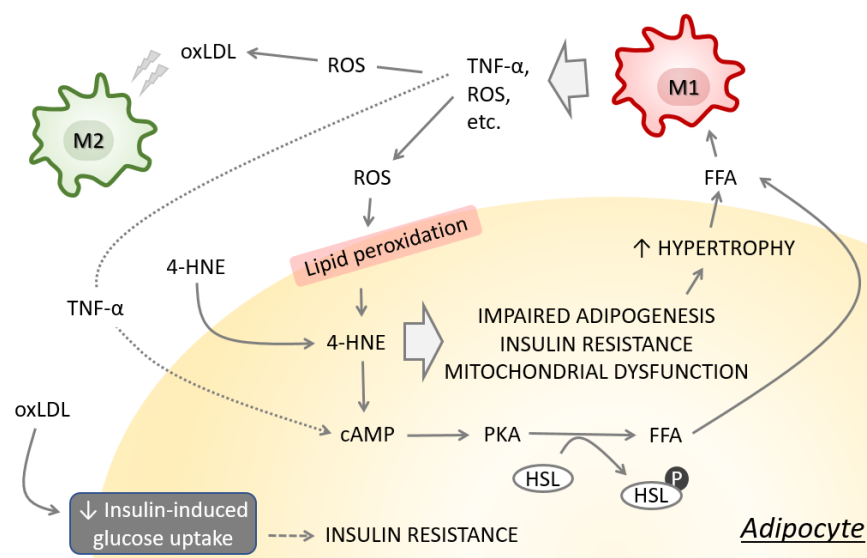 oxLDL
ROS
TNF-α,
ROS,
etc.
M1
M2
ROS
FFA
Lipid peroxidation
↑ HYPERTROPHY
4-HNE
TNF-α
4-HNE
IMPAIRED ADIPOGENESIS
INSULIN RESISTANCE
MITOCHONDRIAL DYSFUNCTION
oxLDL
cAMP
PKA
FFA
HSL
HSL
P
↓ Insulin-induced
glucose uptake
INSULIN RESISTANCE
Adipocyte